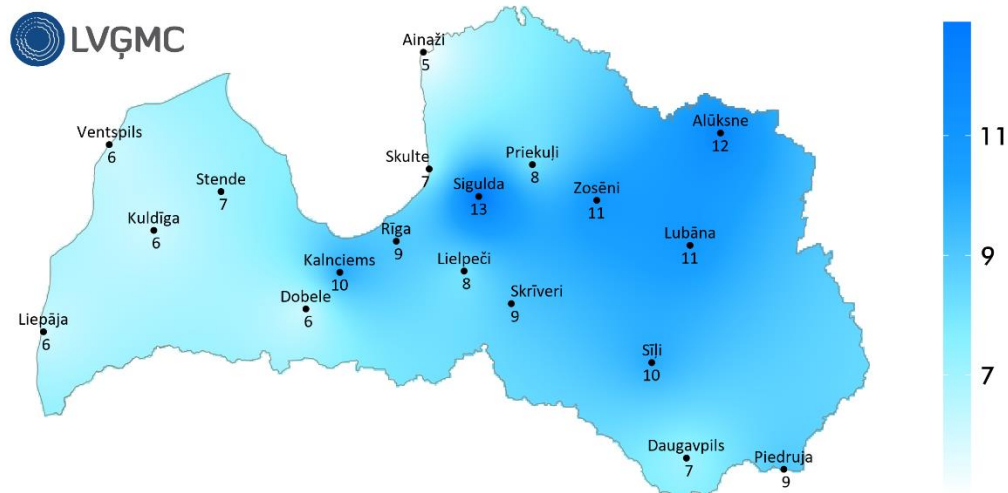 LVĢMC
Ainaži
5
Ventspils
6
Stende
7
Kuldīga
6
Liepāja
6
Skulte
7
Sigulda
13
Priekuļi
8
Zosēni
11
Alūksne
12
Lubāna
11
Rīga
9
Kalnciems
10
Dobele
6
Lielpeči
8
Skrīveri
9
Sīļi
10
Daugavpils
7
Piedruja
9
11
9
7